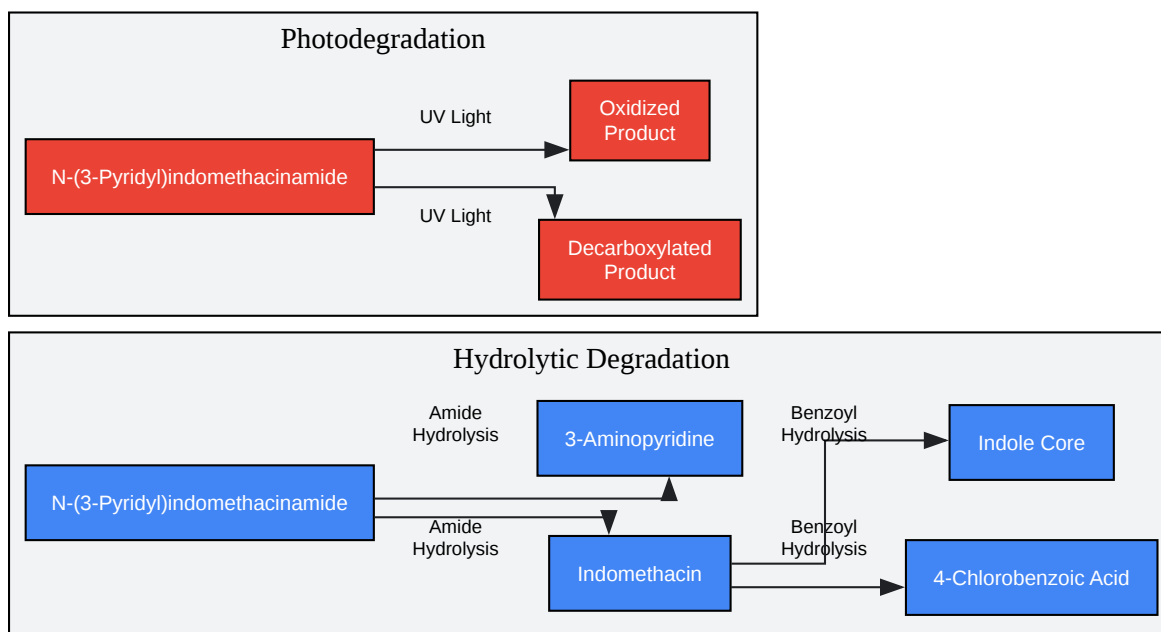 Photodegradation
UV Light
Oxidized
Product
N-(3-Pyridyl)indomethacinamide
UV Light
Decarboxylated
Product
Hydrolytic Degradation
Amide
Hydrolysis
3-Aminopyridine
Benzoyl
Hydrolysis
Indole Core
N-(3-Pyridyl)indomethacinamide
Amide
Hydrolysis
Indomethacin
Benzoyl
Hydrolysis
4-Chlorobenzoic Acid